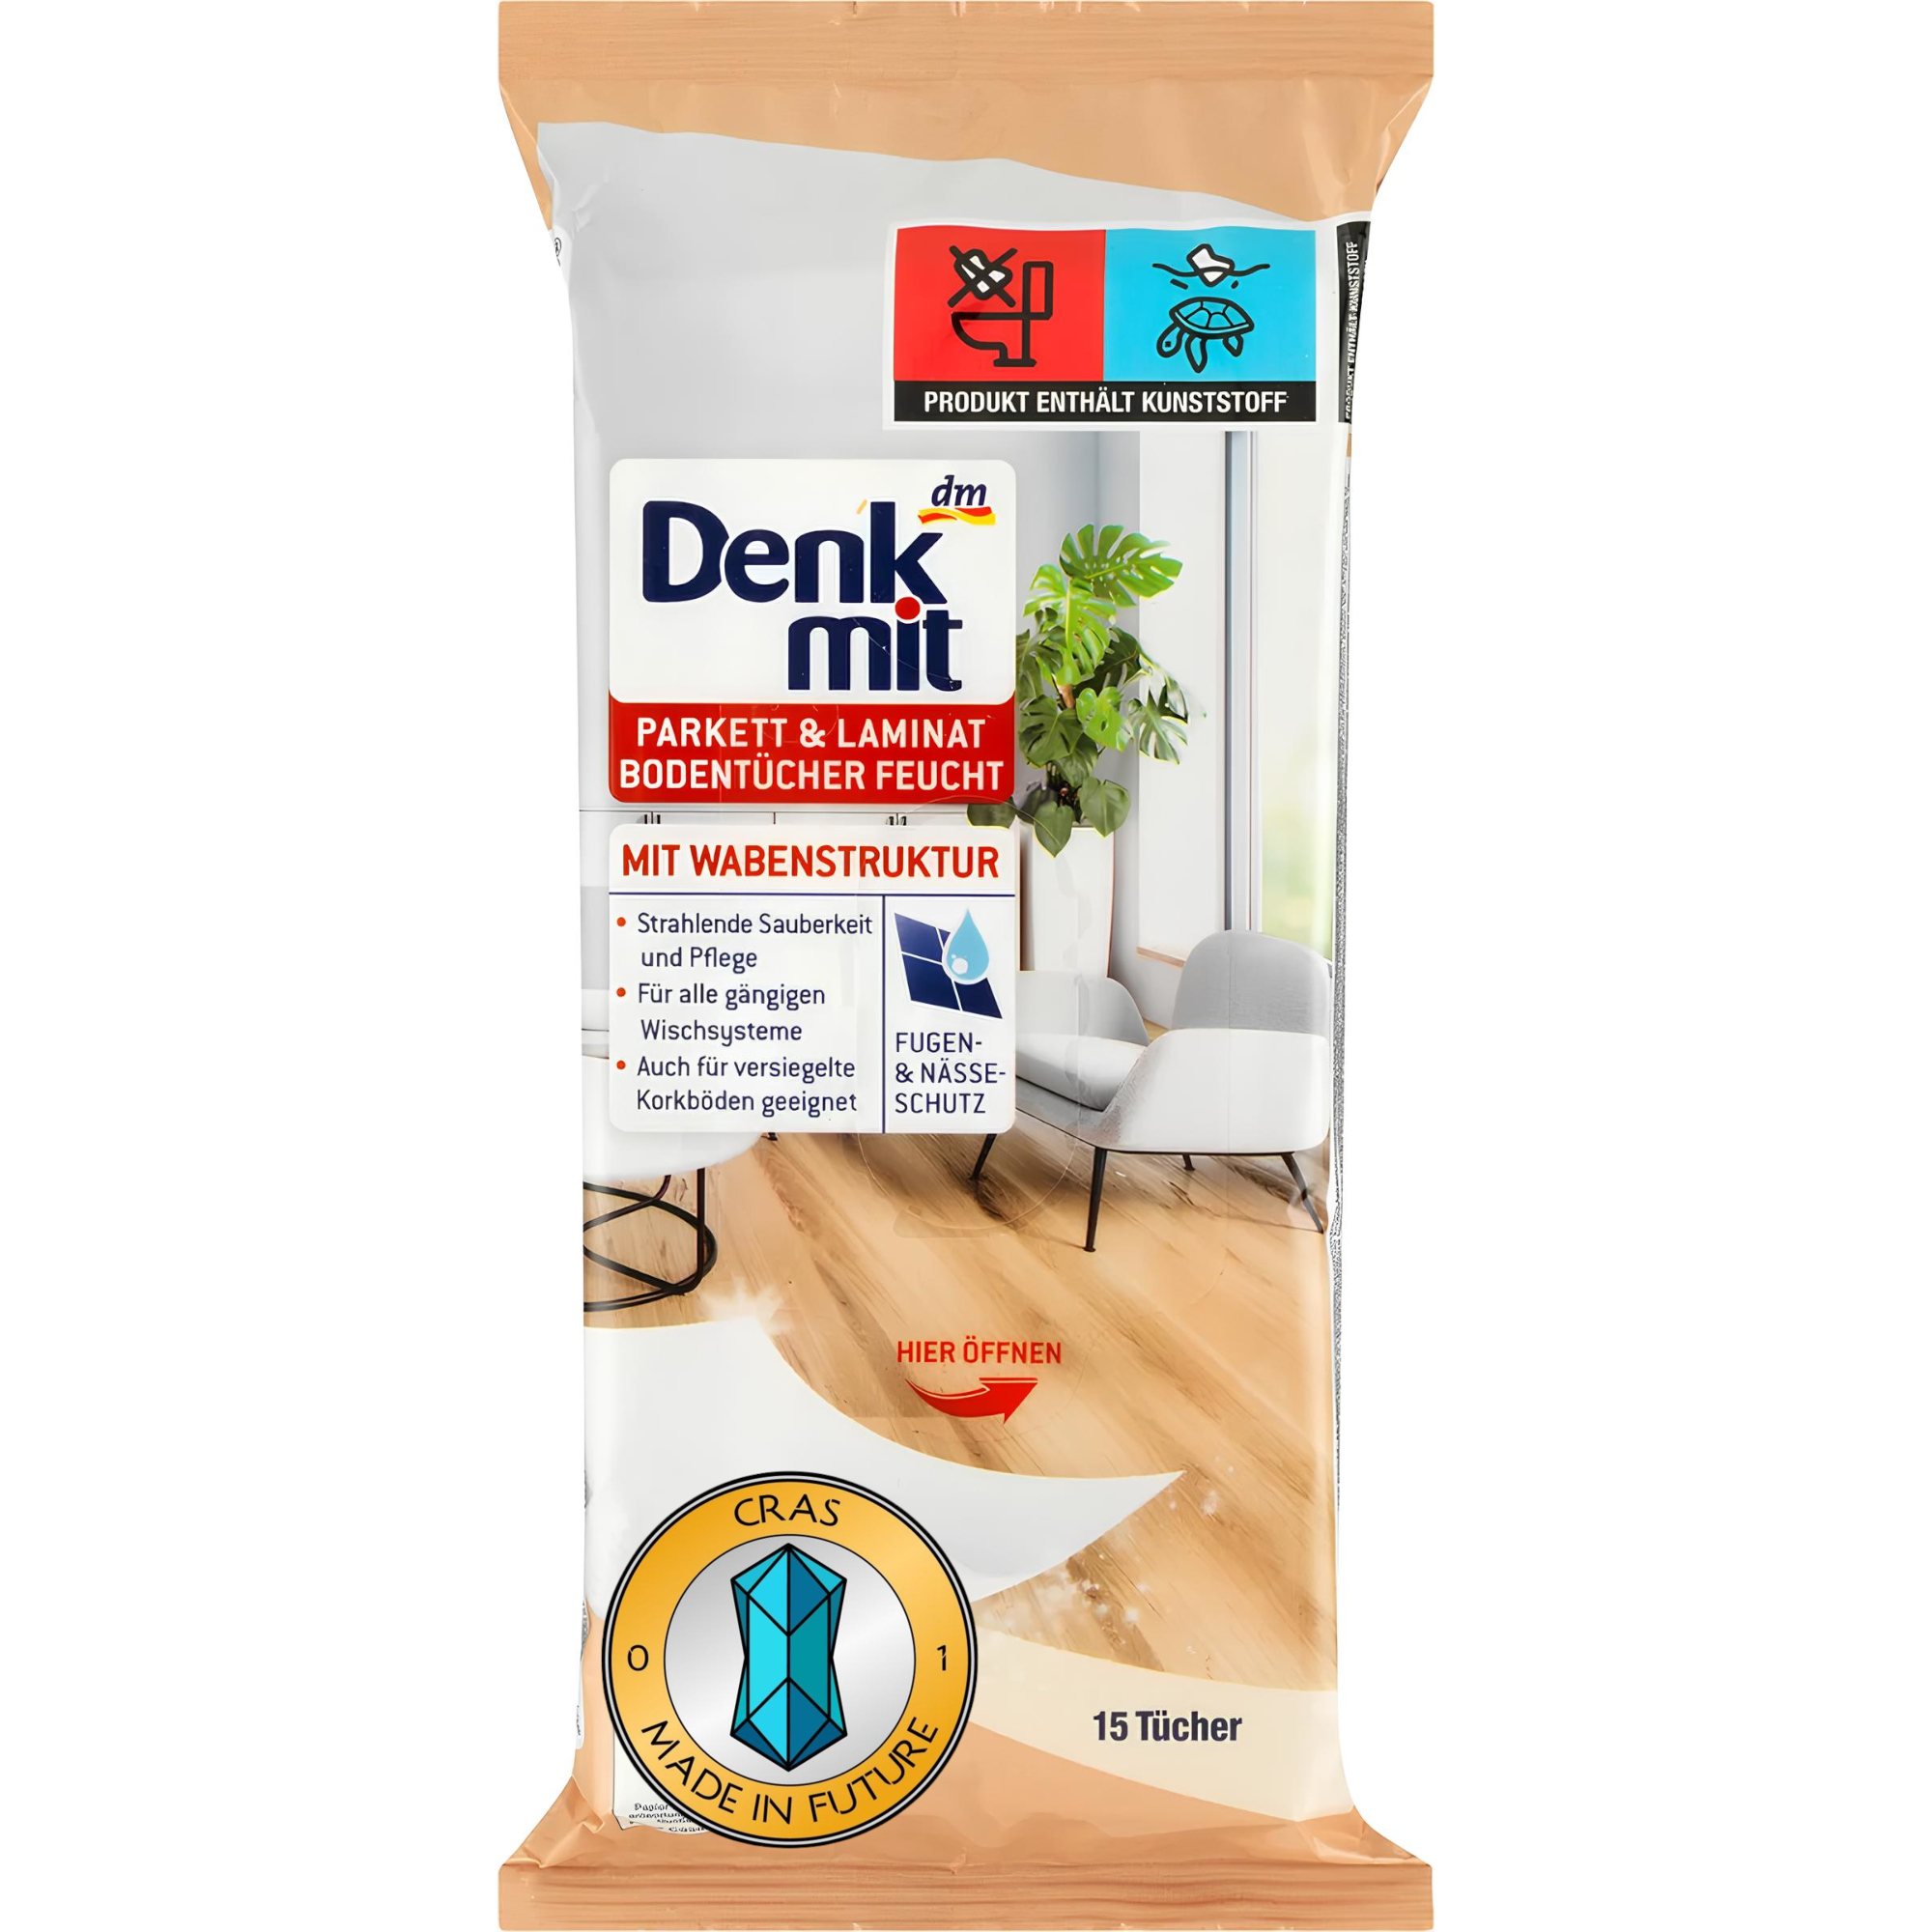 PRODUKT ENTHÄLT KUNSTSTOFF
dm
Denk
mit
PARKETT & LAMINAT
BODENTÜCHER FEUCHT
MIT WABENSTRUKTUR
• Strahlende Sauberkeit
und Pflege
• Für alle gängigen
Wischsysteme
• Auch für versiegelte
Korkböden geeignet
FUGEN-
& NÄSSE-
SCHUTZ
HIER ÖFFNEN
CRAS
0 1
MADE IN FUTURE
15 Tücher